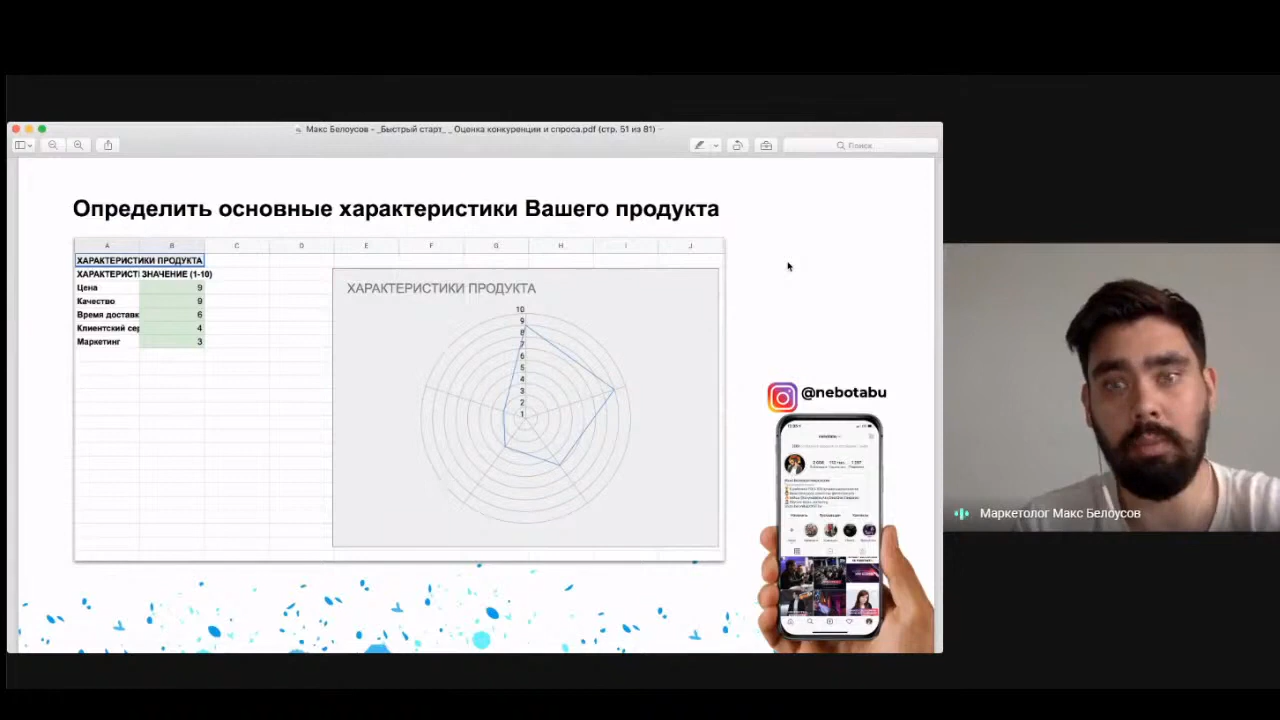 Макс Белоусов - _Быстрый старт_ _ Оценка конкуренции и спроса.pdf (стр. 51 из 81)
Поиск
Определить основные характеристики Вашего продукта
A B C D E F G H I J
ХАРАКТЕРИСТИКИ ПРОДУКТА
ХАРАКТЕРИСТІ ЗНАЧЕНИЕ (1-10)
Цена 9
Качество 9
Время доставк 6
Клиентский сер 4
Маркетинг 3
ХАРАКТЕРИСТИКИ ПРОДУКТА
10
9
8
7
6
5
4
3
2
1
@nebotabu
Маркетолог Макс Белоусов